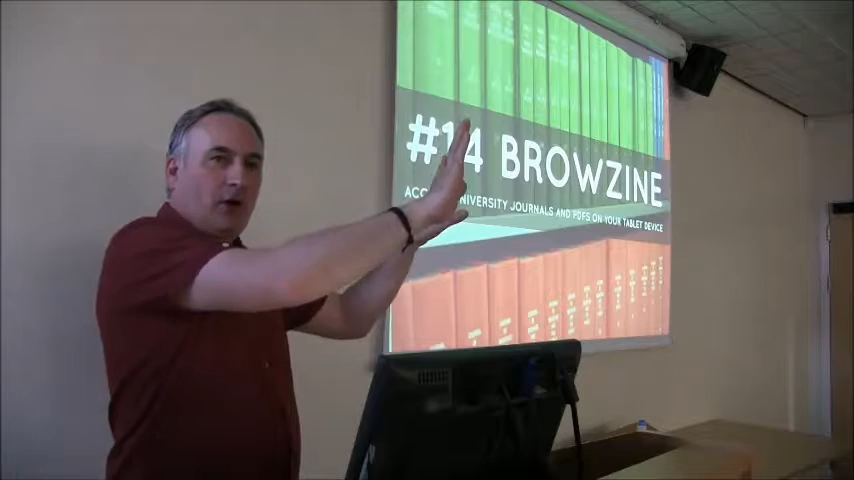 #14 BROWZINE
UNIVERSITY JOURNALS AND PDFS ON YOUR TABLET DEVICE